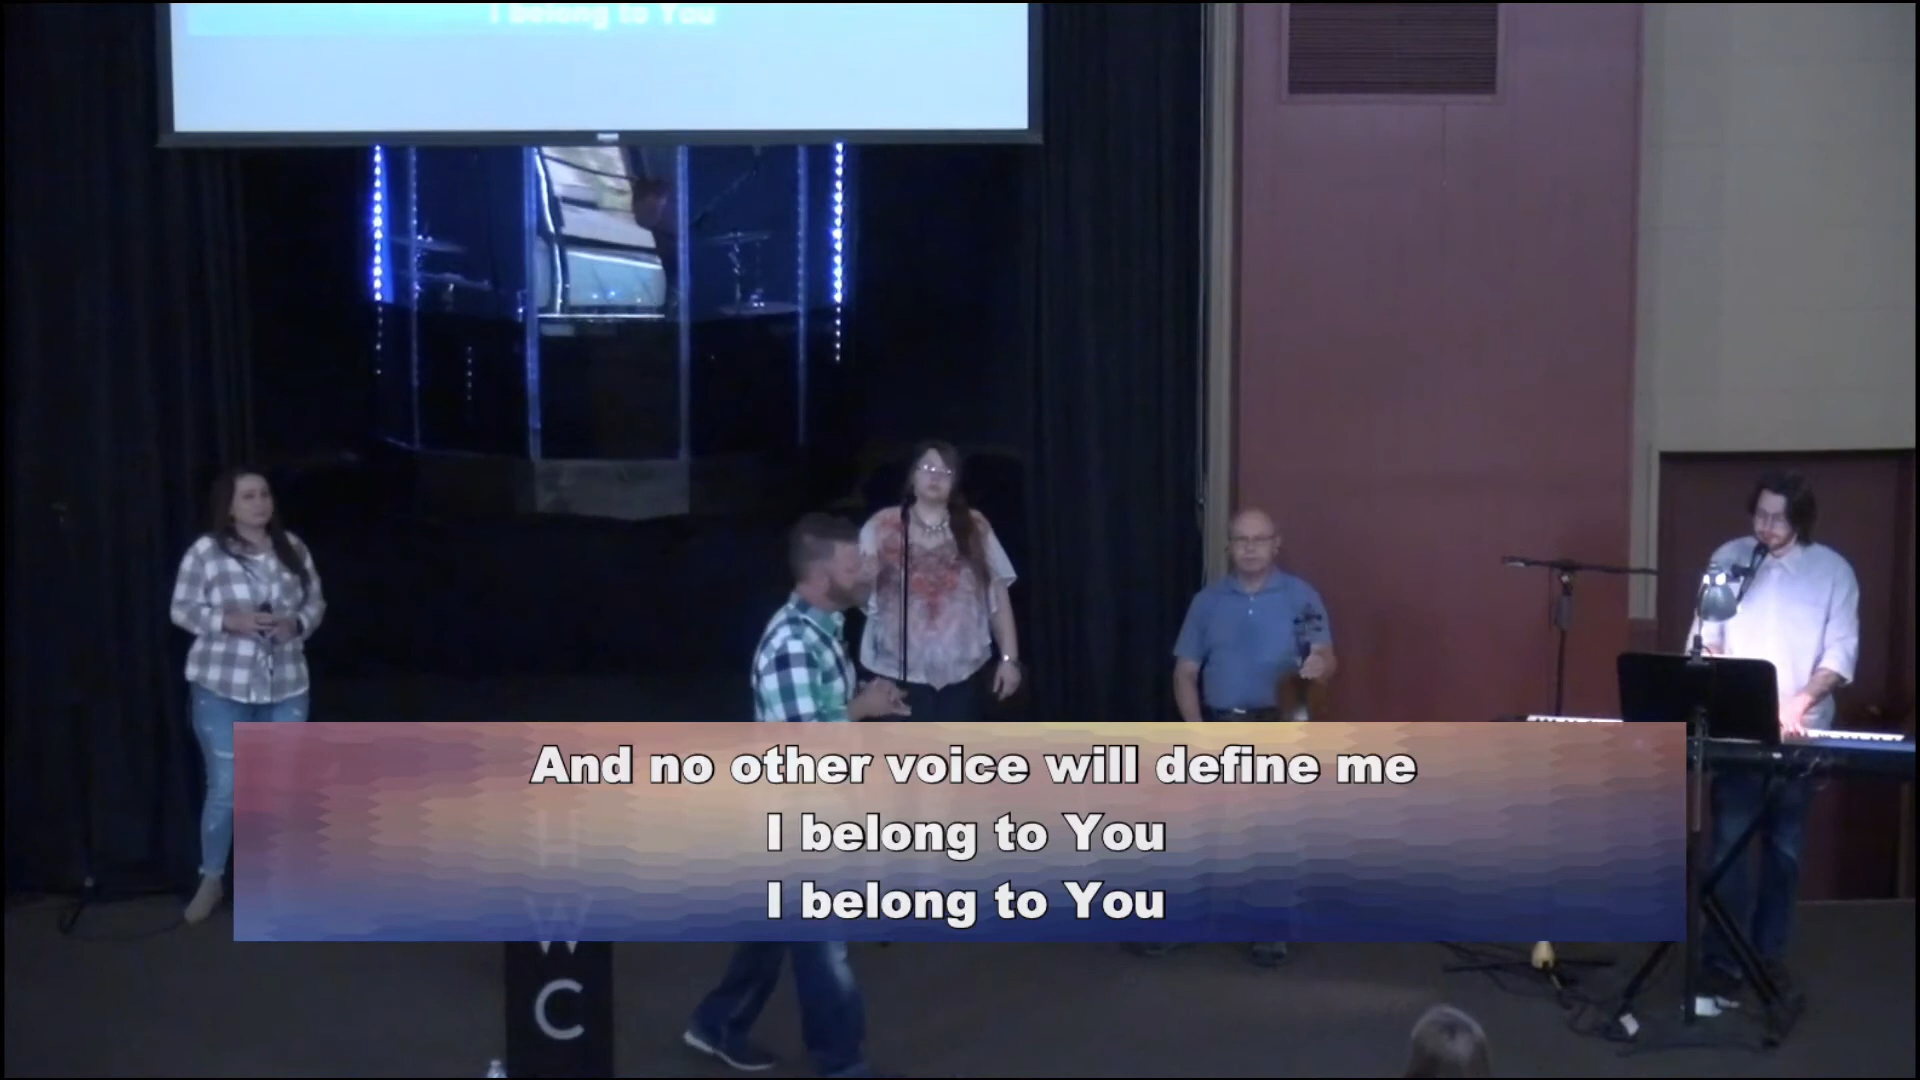 I belong to You
And no other voice will define me
I belong to You
I belong to You
H
W
C